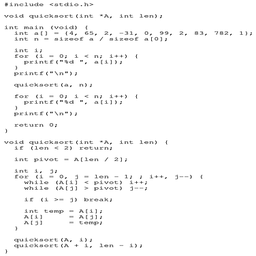 #include <stdio.h>
void quicksort(int *A, int len);
int main (void) {
int a[] = {4, 65, 2, -31, 0, 99, 2, 83, 782, 1};
int n = sizeof a / sizeof a[0];
int i;
for (i = 0; i < n; i++) {
printf("%d ", a[i]);
}
printf("\n");
quicksort(a, n);
for (i = 0; i < n; i++) {
printf("%d ", a[i]);
}
printf("\n");
return 0;
}
void quicksort(int *A, int len) {
if (len < 2) return;
int pivot = A[len / 2];
int i, j;
for (i = 0, j = len - 1; ; i++, j--) {
while (A[i] < pivot) i++;
while (A[j] > pivot) j--;
if (i >= j) break;
int temp = A[i];
A[i] = A[j];
A[j] = temp;
}
quicksort(A, i);
quicksort(A + i, len - i);
}